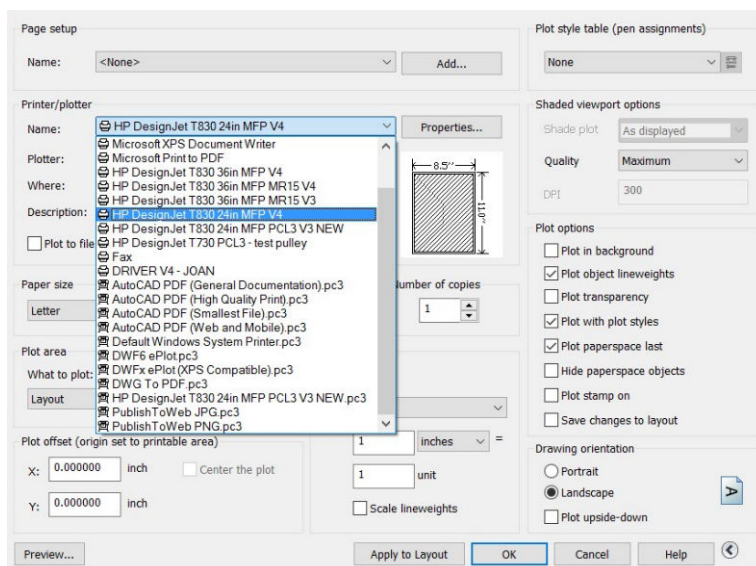 Page setup
Name: <None> Add...
Plot style table (pen assignments)
None
Printer/plotter
Name: HP DesignJet T830 24in MFP V4 Properties...
Microsoft XPS Document Writer
Microsoft Print to PDF
HP DesignJet T830 36in MFP V4
HP DesignJet T830 36in MFP MR15 V4
HP DesignJet T830 36in MFP MR15 V3
HP DesignJet T830 24in MFP V4
HP DesignJet T830 24in MFP PCL3 V3 NEW
HP DesignJet T730 PCL3 - test pulley
Fax
DRIVER V4 - JOAN
AutoCAD PDF (General Documentation).pc3
AutoCAD PDF (High Quality Print).pc3
AutoCAD PDF (Smallest File).pc3
AutoCAD PDF (Web and Mobile).pc3
Default Windows System Printer.pc3
DWF6 ePlot.pc3
DWFx ePlot (XPS Compatible).pc3
DWG To PDF.pc3
HP DesignJet T830 24in MFP PCL3 V3 NEW.pc3
PublishToWeb JPG.pc3
PublishToWeb PNG.pc3
Plotter:
Where:
Description:
Plot to file
8.5''
11.0''
Shaded viewport options
Shade plot As displayed
Quality Maximum
DPI 300
Paper size
Letter
Number of copies
1
Plot area
What to plot:
Layout
1 inches =
1 unit
Scale lineweights
Plot offset (origin set to printable area)
X: 0.000000 inch Center the plot
Y: 0.000000 inch
Plot options
Plot in background
Plot object lineweights
Plot transparency
Plot with plot styles
Plot paperspace last
Hide paperspace objects
Plot stamp on
Save changes to layout
Drawing orientation
Portrait
Landscape
A
Plot upside-down
Preview... Apply to Layout OK Cancel Help